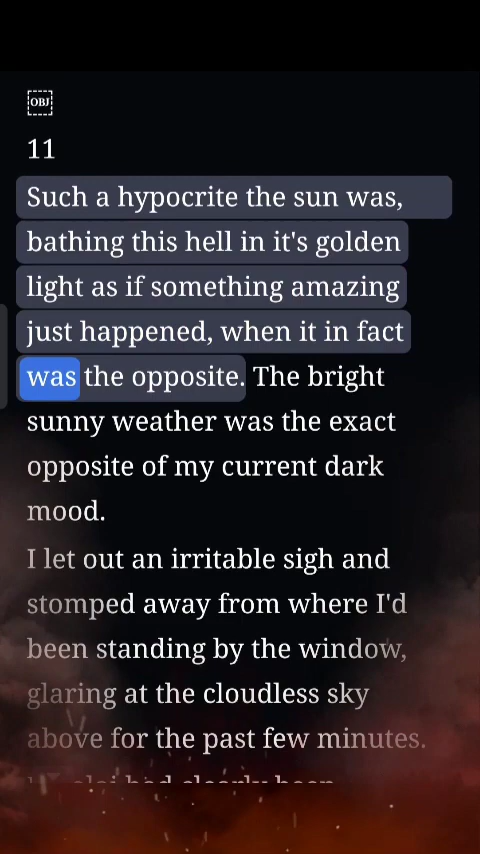 11
Such a hypocrite the sun was,
bathing this hell in it's golden
light as if something amazing
just happened, when it in fact
was the opposite. The bright
sunny weather was the exact
opposite of my current dark
mood.
I let out an irritable sigh and
stomped away from where I'd
been standing by the window,
glaring at the cloudless sky
above for the past few minutes.
had clearly been